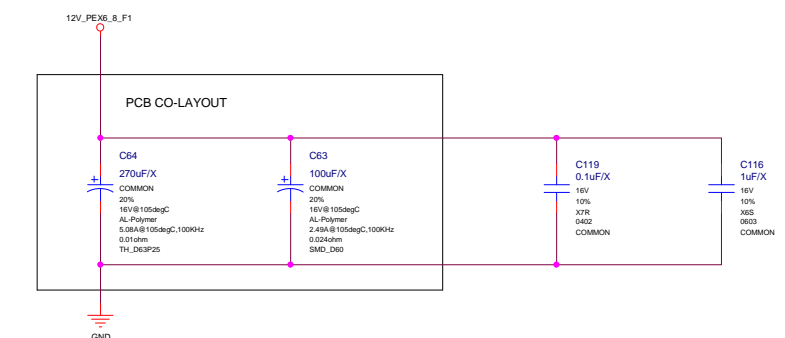 12V_PEX6_8_F1
PCB CO-LAYOUT
C64
270uF/X
COMMON
20%
16V@105degC
AL-Polymer
5.08A@105degC,100KHz
0.01ohm
TH_D63P25
C63
100uF/X
COMMON
20%
16V@105degC
AL-Polymer
2.49A@105degC,100KHz
0.024ohm
SMD_D60
C119
0.1uF/X
16V
10%
X7R
0402
COMMON
C116
1uF/X
16V
10%
X6S
0603
COMMON
+
+
GND